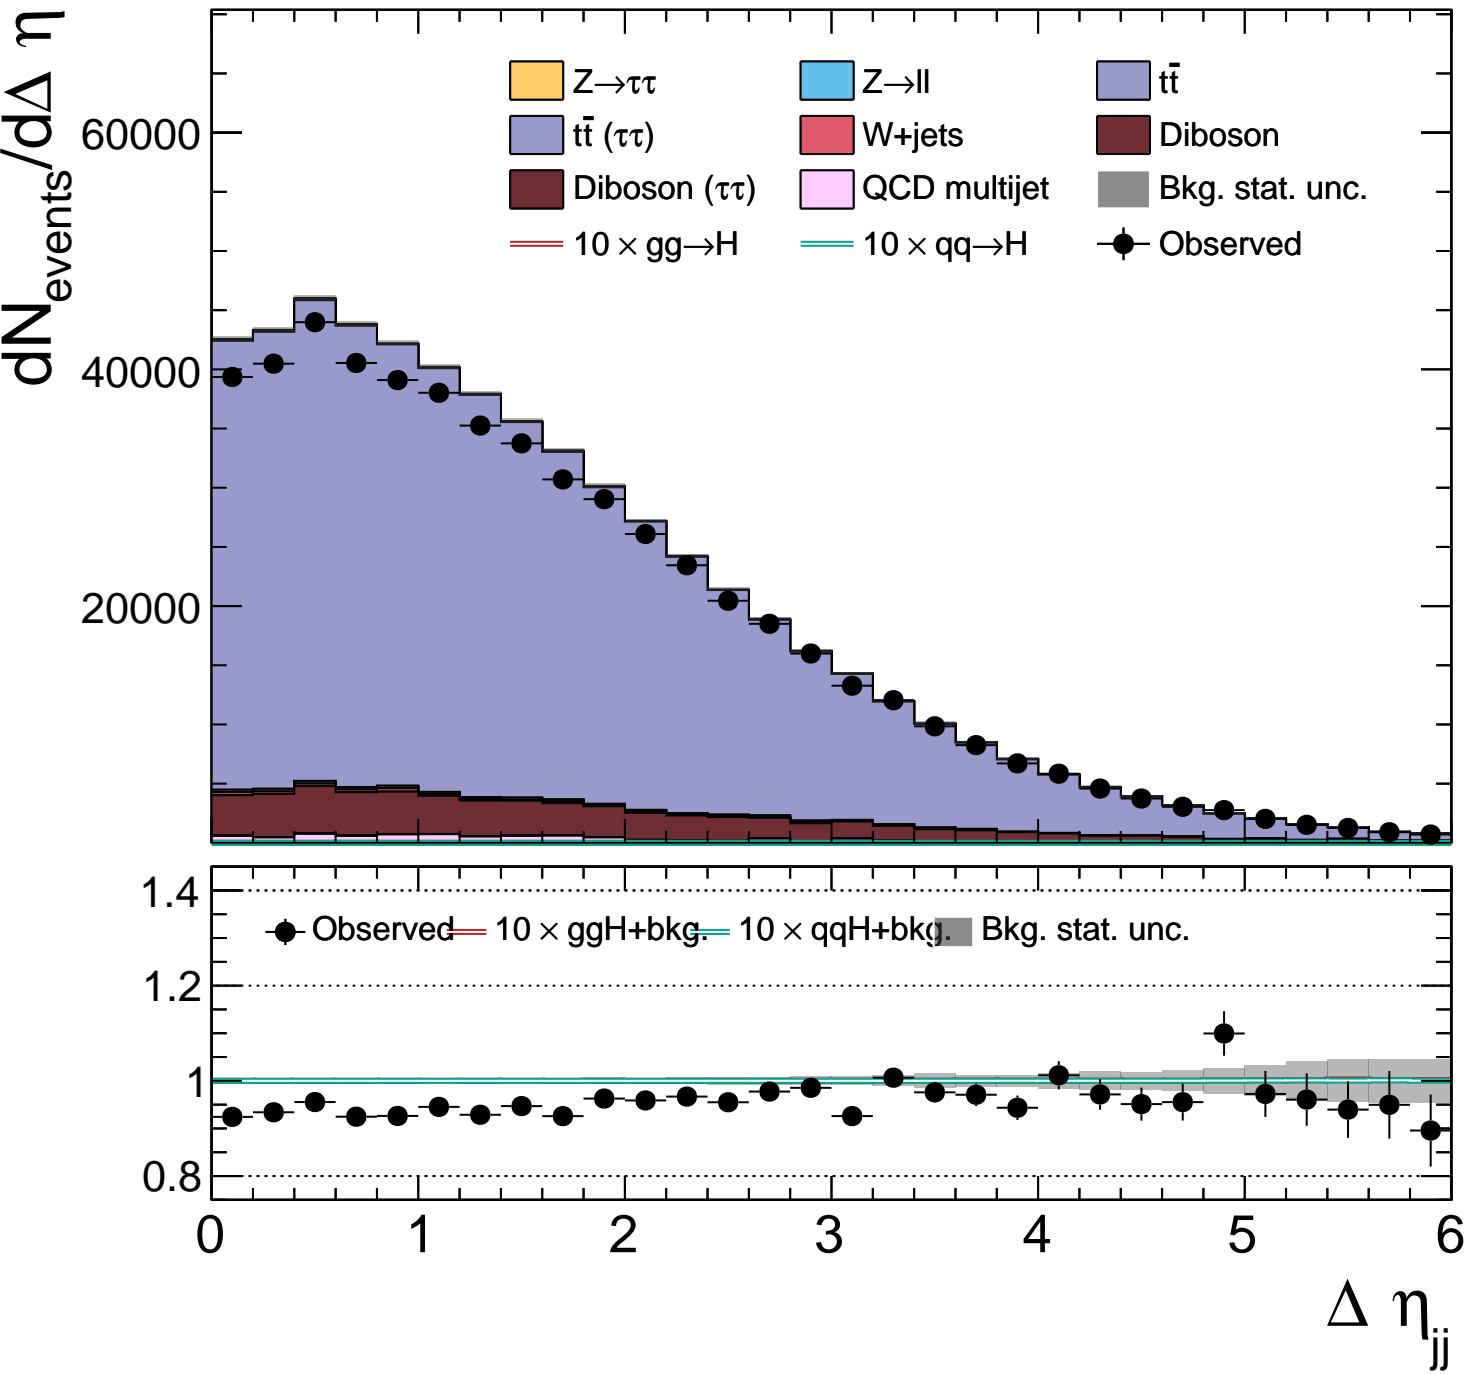 dN_events/dΔ η
Z→ττ Z→ll tt̄
tt̄ (ττ) W+jets Diboson
Diboson (ττ) QCD multijet Bkg. stat. unc.
10 × gg→H 10 × qq→H Observed
60000
40000
20000
1.4
Observed 10 × ggH+bkg. 10 × qqH+bkg. Bkg. stat. unc.
1.2
1
0.8
0 1 2 3 4 5 6
Δ η_jj